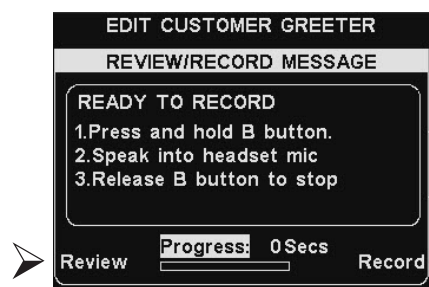 EDIT CUSTOMER GREETER
REVIEW/RECORD MESSAGE
READY TO RECORD
1.Press and hold B button.
2.Speak into headset mic
3.Release B button to stop
Progress: 0Secs
Review Record